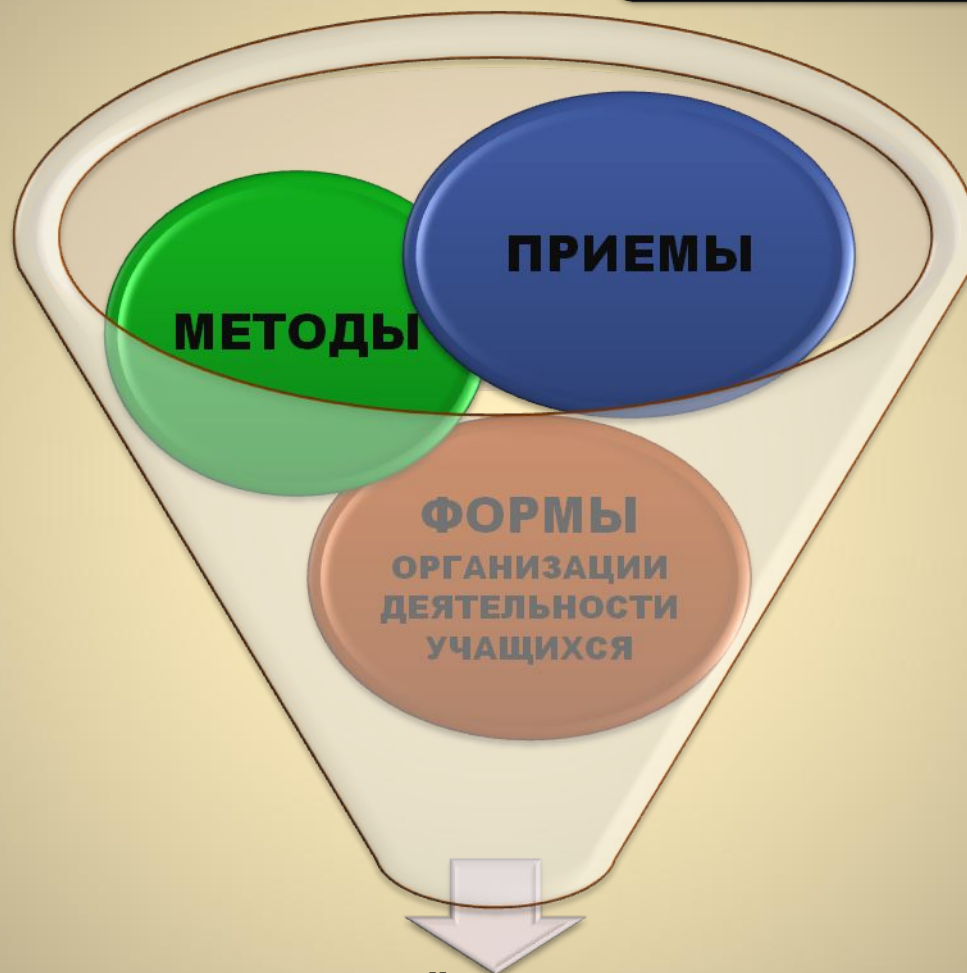 ПРИЕМЫ
МЕТОДЫ
ФОРМЫ
ОРГАНИЗАЦИИ
ДЕЯТЕЛЬНОСТИ
УЧАЩИХСЯ